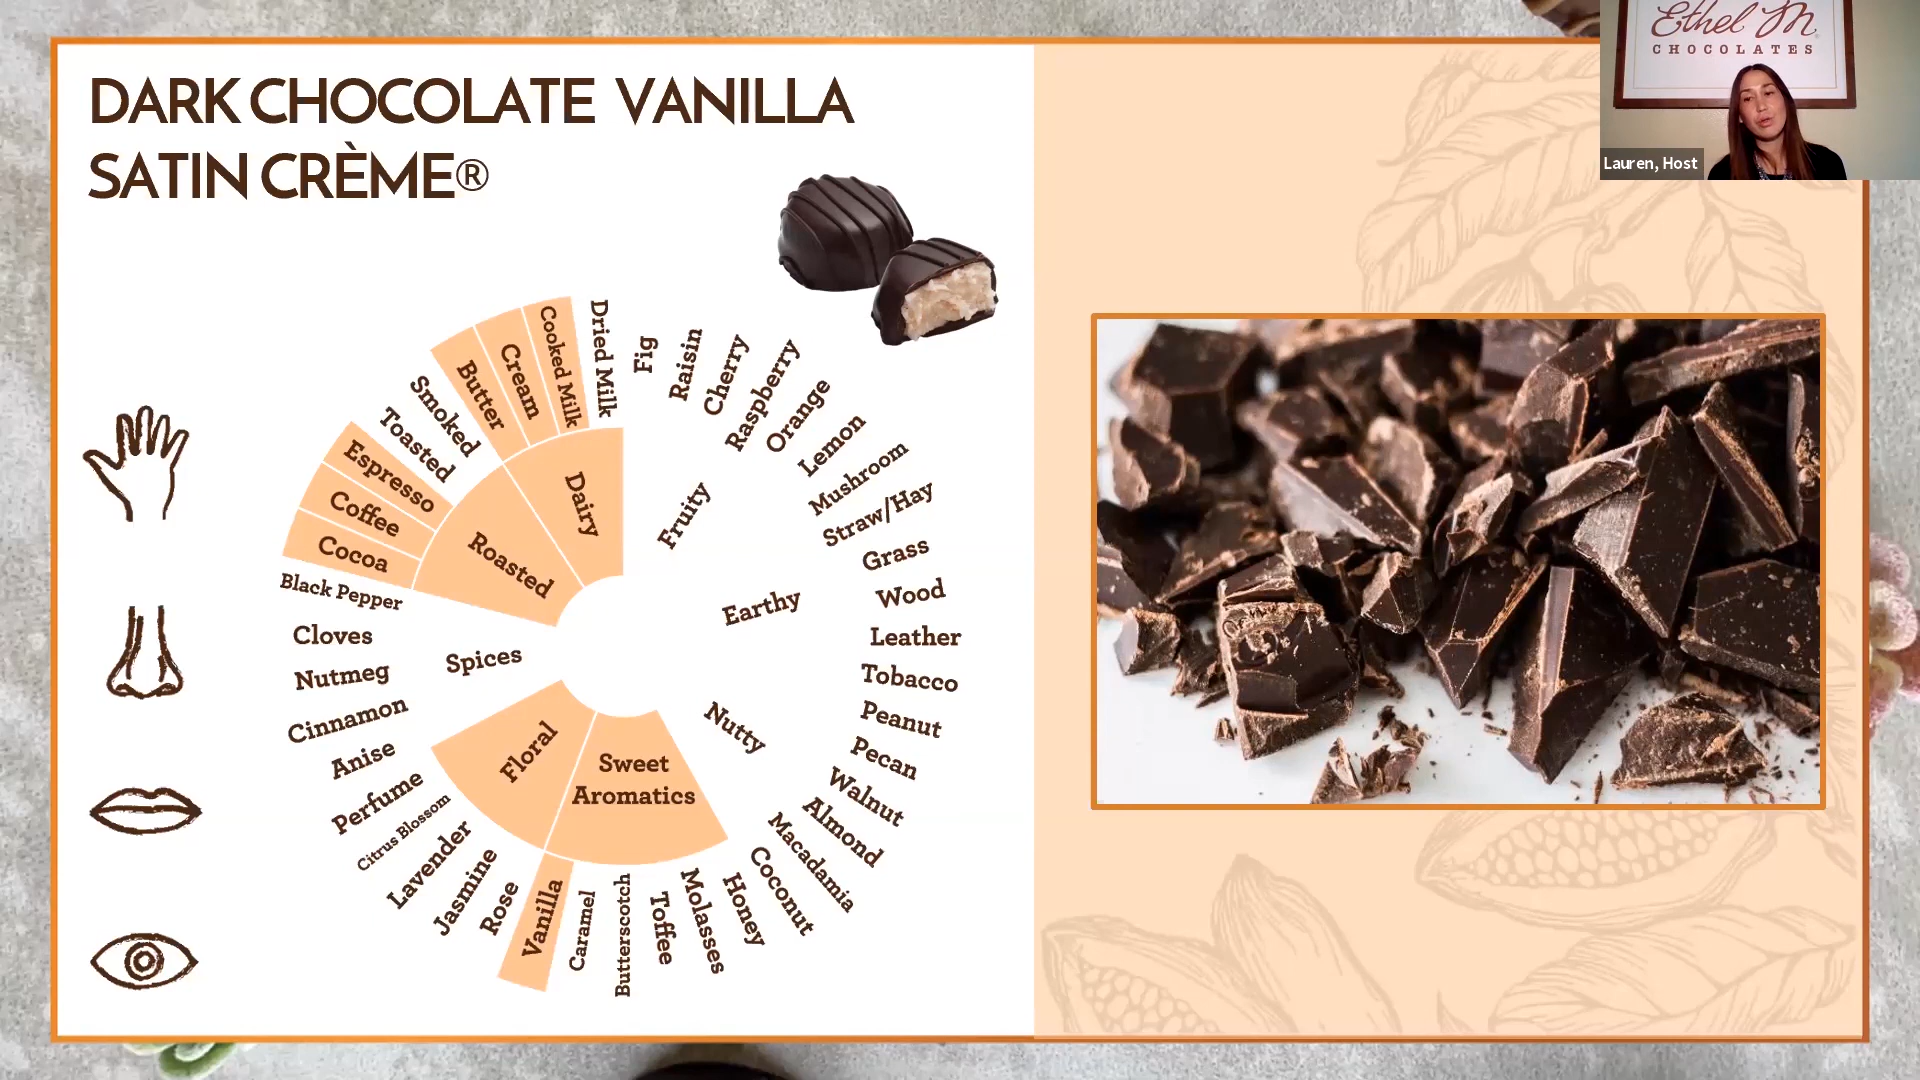 Ethel M
CHOCOLATES
Lauren, Host
DARK CHOCOLATE VANILLA
SATIN CRÈME®
Dairy
Cooked Milk
Dried Milk
Cream
Butter
Fruity
Fig
Raisin
Cherry
Raspberry
Orange
Lemon
Earthy
Mushroom
Straw/Hay
Grass
Wood
Leather
Tobacco
Nutty
Peanut
Pecan
Walnut
Almond
Macadamia
Coconut
Sweet
Aromatics
Honey
Molasses
Toffee
Butterscotch
Caramel
Vanilla
Floral
Rose
Jasmine
Lavender
Citrus Blossom
Perfume
Spices
Anise
Cinnamon
Nutmeg
Cloves
Black Pepper
Roasted
Cocoa
Coffee
Espresso
Toasted
Smoked